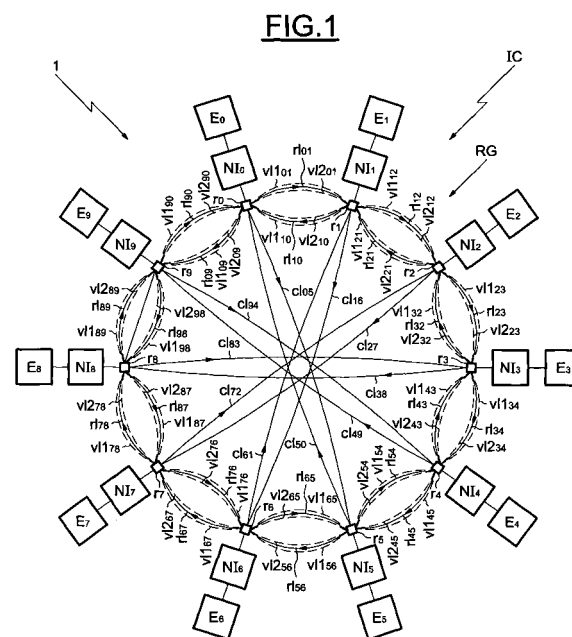 FIG.1
1
IC
RG
E0
E1
NI0
NI1
rl01
vl101
vl201
vl110
vl210
rl10
r0
r1
vl290
rl90
vl190
rl09
vl109
vl209
vl112
rl12
vl212
vl121
rl21
vl221
E9
NI9
r9
E2
NI2
r2
cl94
cl05
cl16
cl27
vl289
rl89
vl189
vl298
rl98
vl198
vl123
rl23
vl223
vl132
rl32
vl232
E8
NI8
r8
cl83
cl38
r3
NI3
E3
vl287
rl87
vl187
vl278
rl78
vl178
vl143
rl43
vl243
vl134
rl34
vl234
cl72
cl61
cl50
cl49
E7
NI7
r7
vl276
rl76
vl176
vl267
rl67
vl167
r6
rl65
vl265
vl165
vl256
vl156
rl56
r5
vl254
vl154
rl54
vl245
rl45
vl145
r4
NI4
E4
NI6
E6
NI5
E5